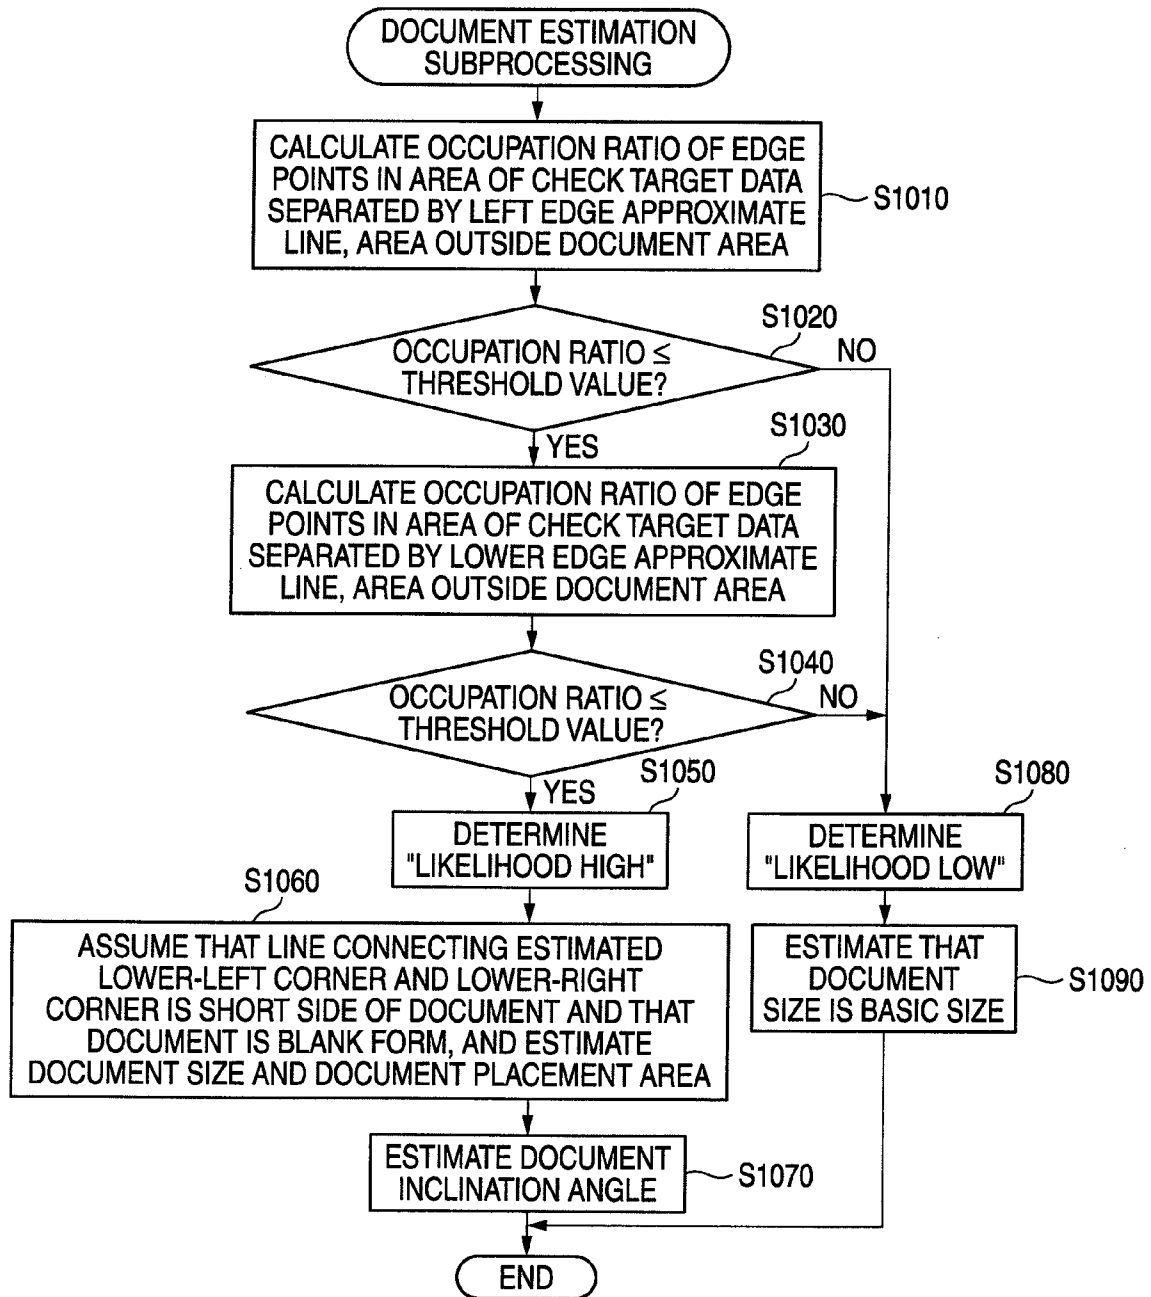 DOCUMENT ESTIMATION
SUBPROCESSING
CALCULATE OCCUPATION RATIO OF EDGE
POINTS IN AREA OF CHECK TARGET DATA
SEPARATED BY LEFT EDGE APPROXIMATE
LINE, AREA OUTSIDE DOCUMENT AREA
S1010
S1020
OCCUPATION RATIO ≤
THRESHOLD VALUE?
NO
YES
S1030
CALCULATE OCCUPATION RATIO OF EDGE
POINTS IN AREA OF CHECK TARGET DATA
SEPARATED BY LOWER EDGE APPROXIMATE
LINE, AREA OUTSIDE DOCUMENT AREA
S1040
OCCUPATION RATIO ≤
THRESHOLD VALUE?
NO
YES
S1050
DETERMINE
"LIKELIHOOD HIGH"
S1080
DETERMINE
"LIKELIHOOD LOW"
S1060
ASSUME THAT LINE CONNECTING ESTIMATED
LOWER-LEFT CORNER AND LOWER-RIGHT
CORNER IS SHORT SIDE OF DOCUMENT AND THAT
DOCUMENT IS BLANK FORM, AND ESTIMATE
DOCUMENT SIZE AND DOCUMENT PLACEMENT AREA
ESTIMATE THAT
DOCUMENT
SIZE IS BASIC SIZE
S1090
ESTIMATE DOCUMENT
INCLINATION ANGLE
S1070
END